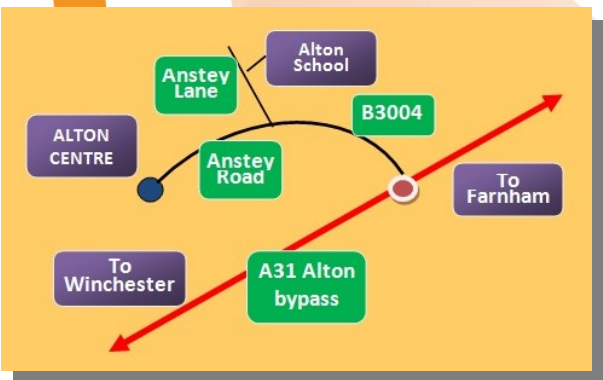 Alton
School
Anstey
Lane
B3004
ALTON
CENTRE
Anstey
Road
To
Farnham
To
Winchester
A31 Alton
bypass